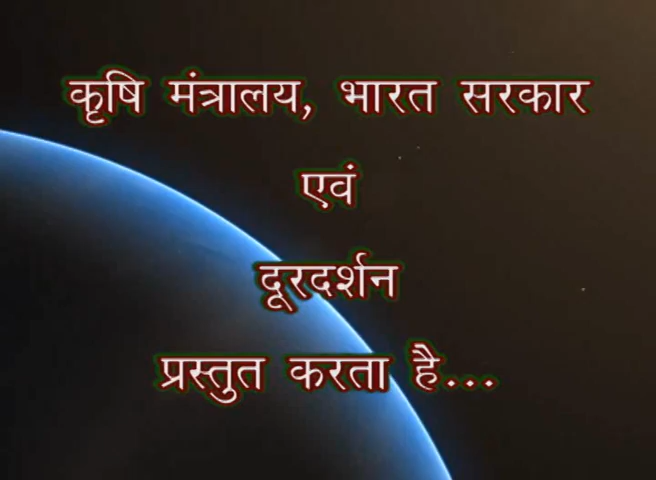 कृषि मंत्रालय, भारत सरकार
एवं
दूरदर्शन
प्रस्तुत करता है...